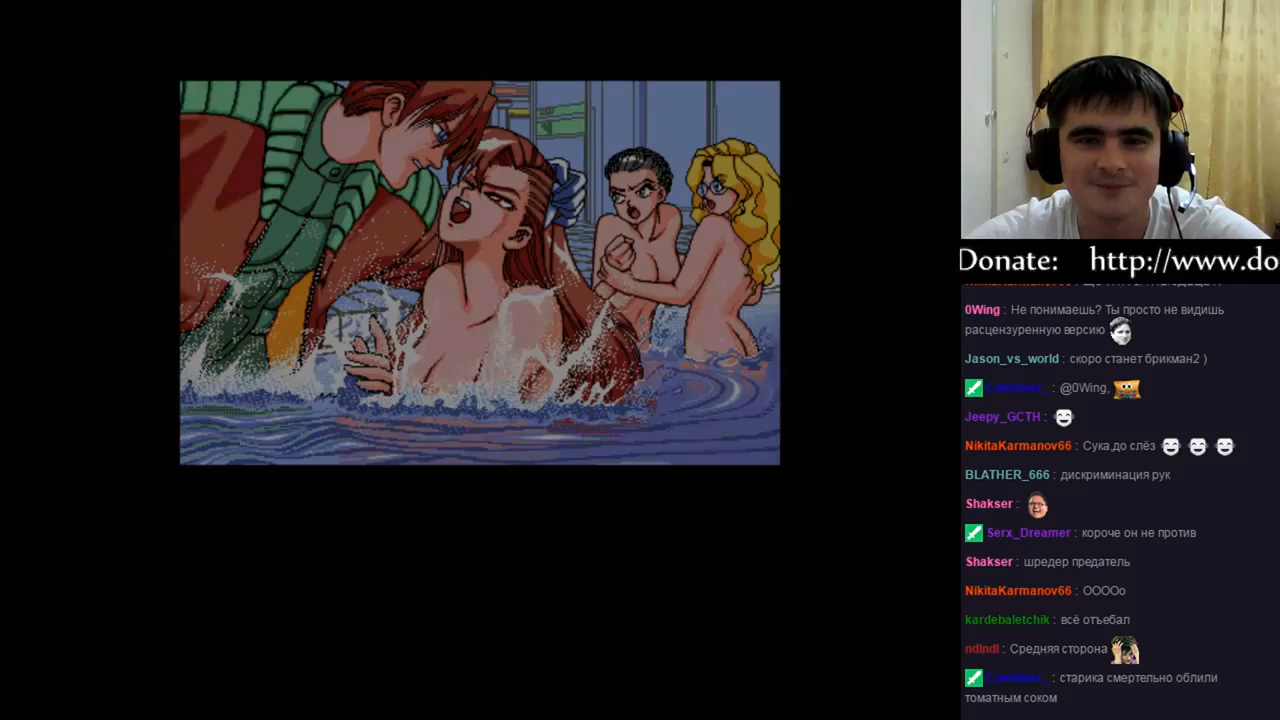 Donate: http://www.do
0Wing : Не понимаешь? Ты просто не видишь
расцензуренную версию
Jason_vs_world : скоро станет брикман2 )
: @0Wing,
Jeepy_GCTH :
NikitaKarmanov66 : Сука,до слёз
BLATHER_666 : дискриминация рук
Shakser :
Serx_Dreamer : короче он не против
Shakser : шредер предатель
NikitaKarmanov66 : OOOOo
kardebaletchik : всё отъебал
ndlndl : Средняя сторона
: старика смертельно облили
томатным соком